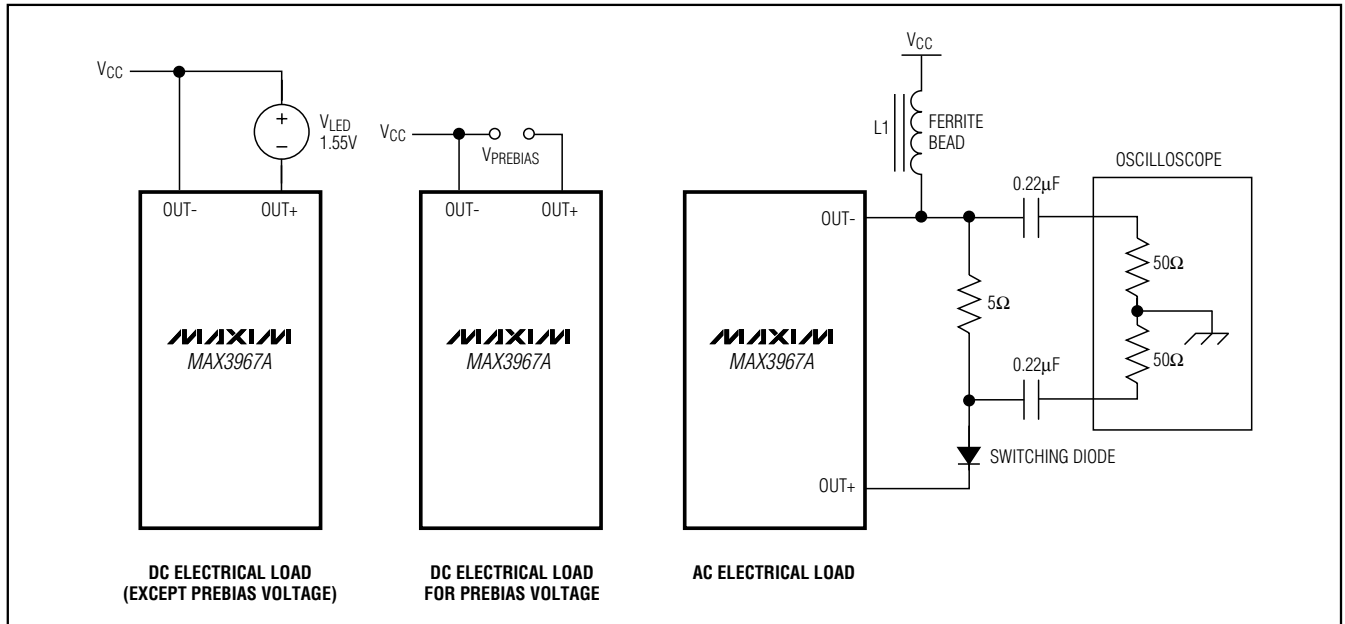 VCC
+
−
VLED
1.55V
OUT-
OUT+
MAXIM
MAX3967A
DC ELECTRICAL LOAD
(EXCEPT PREBIAS VOLTAGE)
VCC
VPREBIAS
OUT-
OUT+
MAXIM
MAX3967A
DC ELECTRICAL LOAD
FOR PREBIAS VOLTAGE
VCC
L1
FERRITE
BEAD
OUT-
MAXIM
MAX3967A
OUT+
5Ω
0.22µF
0.22µF
SWITCHING DIODE
OSCILLOSCOPE
50Ω
50Ω
AC ELECTRICAL LOAD